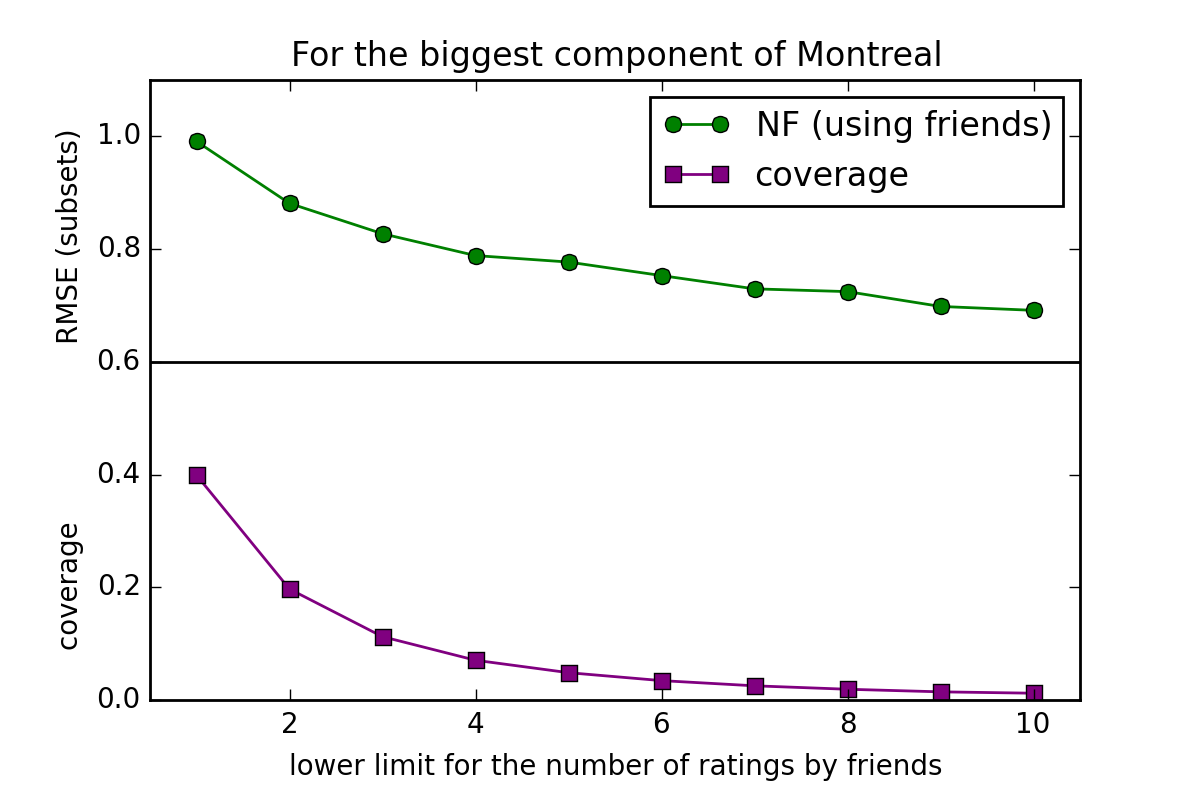 For the biggest component of Montreal
NF (using friends)
coverage
RMSE (subsets)
1.0
0.8
0.6
coverage
0.4
0.2
0.0
2 4 6 8 10
lower limit for the number of ratings by friends